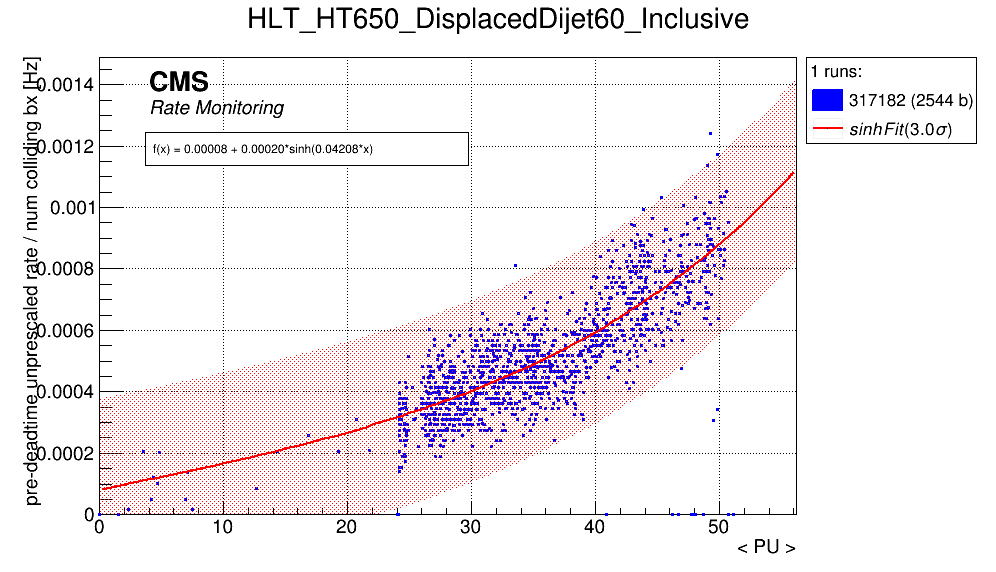 HLT_HT650_DisplacedDijet60_Inclusive
pre-deadtime unprescaled rate / num colliding bx [Hz]
0.0014
0.0012
0.001
0.0008
0.0006
0.0004
0.0002
0
CMS
Rate Monitoring
f(x) = 0.00008 + 0.00020*sinh(0.04208*x)
1 runs:
317182 (2544 b)
sinhFit(3.0σ)
0 10 20 30 40 50
< PU >